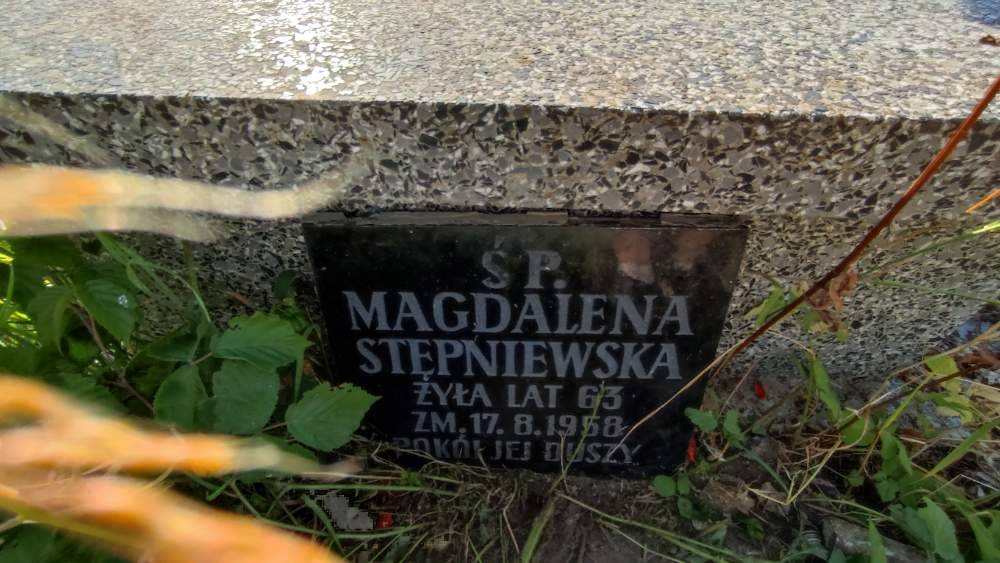 Ś P.
MAGDALENA
STĘPNIEWSKA
ŻYŁA LAT 63
ZM. 17. 8. 1958
POKÓJ JEJ DUSZY